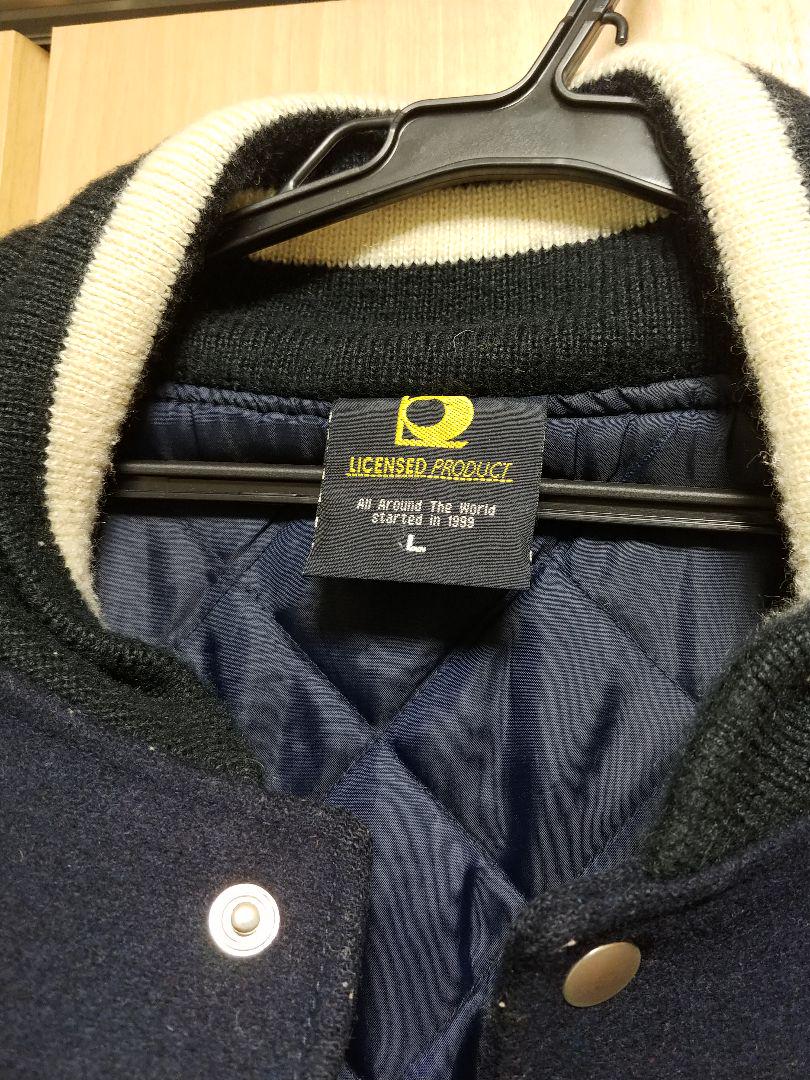 LICENSED PRODUCT
All Around The World
started in 1999
L